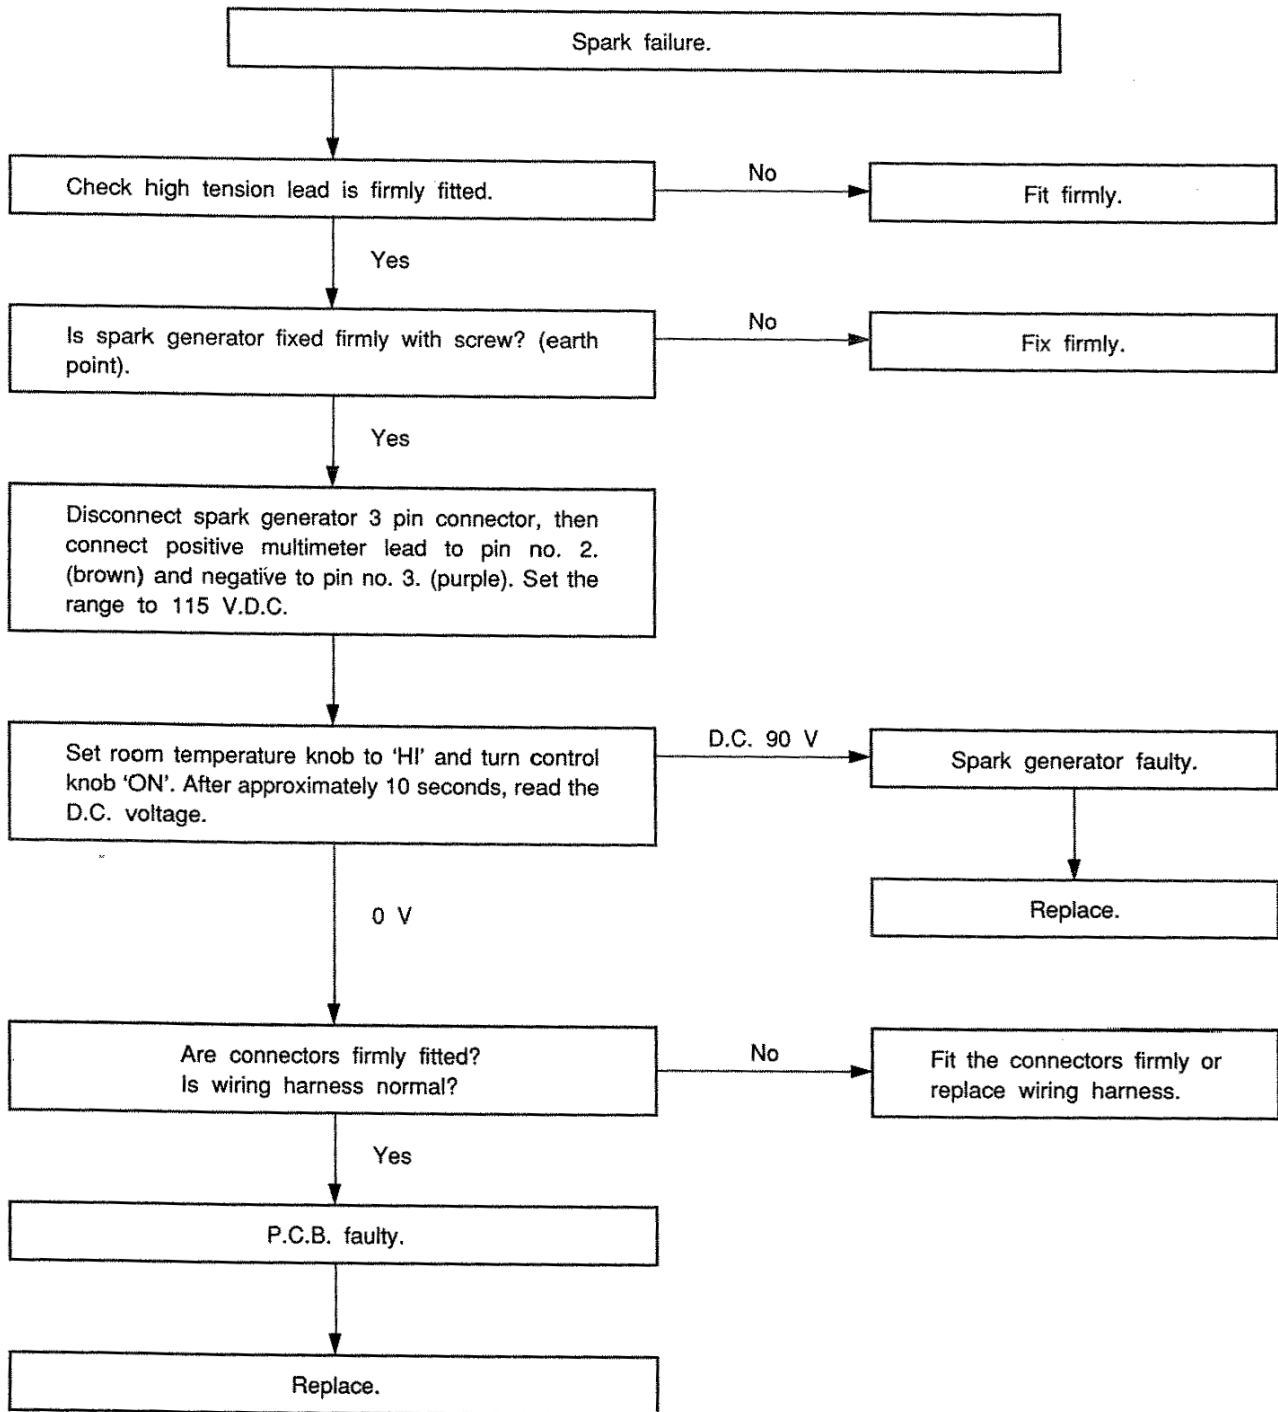 Spark failure.
Check high tension lead is firmly fitted.
No
Fit firmly.
Yes
Is spark generator fixed firmly with screw? (earth
point).
No
Fix firmly.
Yes
Disconnect spark generator 3 pin connector, then
connect positive multimeter lead to pin no. 2.
(brown) and negative to pin no. 3. (purple). Set the
range to 115 V.D.C.
Set room temperature knob to 'HI' and turn control
knob 'ON'. After approximately 10 seconds, read the
D.C. voltage.
D.C. 90 V
Spark generator faulty.
Replace.
0 V
Are connectors firmly fitted?
Is wiring harness normal?
No
Fit the connectors firmly or
replace wiring harness.
Yes
P.C.B. faulty.
Replace.